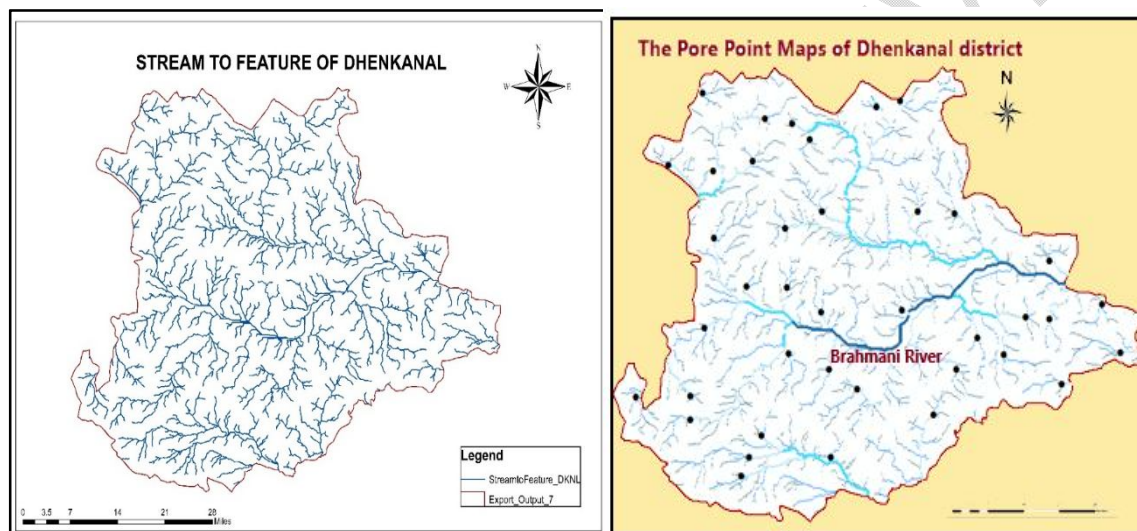 STREAM TO FEATURE OF DHENKANAL
N
W E
S
Legend
StreamtoFeature_DKNL
Export_Output_7
0 3.5 7 14 21 28
Miles
The Pore Point Maps of Dhenkanal district
N
Brahmani River